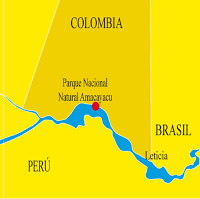 COLOMBIA
Parque Nacional
Natural Amacayacu
BRASIL
Leticia
PERÚ